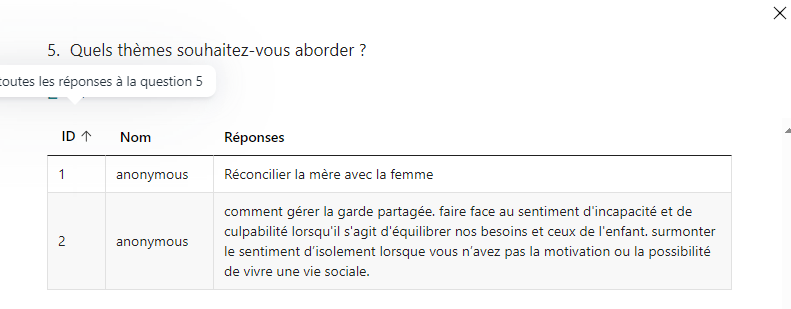 5. Quels thèmes souhaitez-vous aborder ?
toutes les réponses à la question 5
ID ↑ Nom Réponses
1 anonymous Réconcilier la mère avec la femme
2 anonymous comment gérer la garde partagée. faire face au sentiment d'incapacité et de
culpabilité lorsqu'il s'agit d'équilibrer nos besoins et ceux de l'enfant. surmonter
le sentiment d'isolement lorsque vous n'avez pas la motivation ou la possibilité
de vivre une vie sociale.